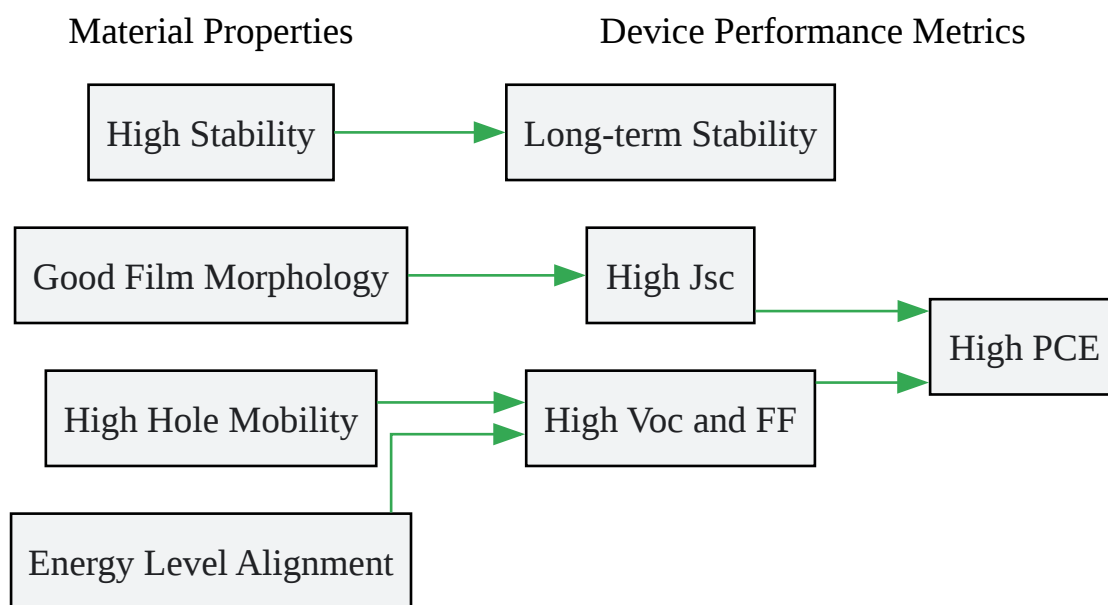 Material Properties
Device Performance Metrics
High Stability
Long-term Stability
Good Film Morphology
High Jsc
High PCE
High Hole Mobility
High Voc and FF
Energy Level Alignment